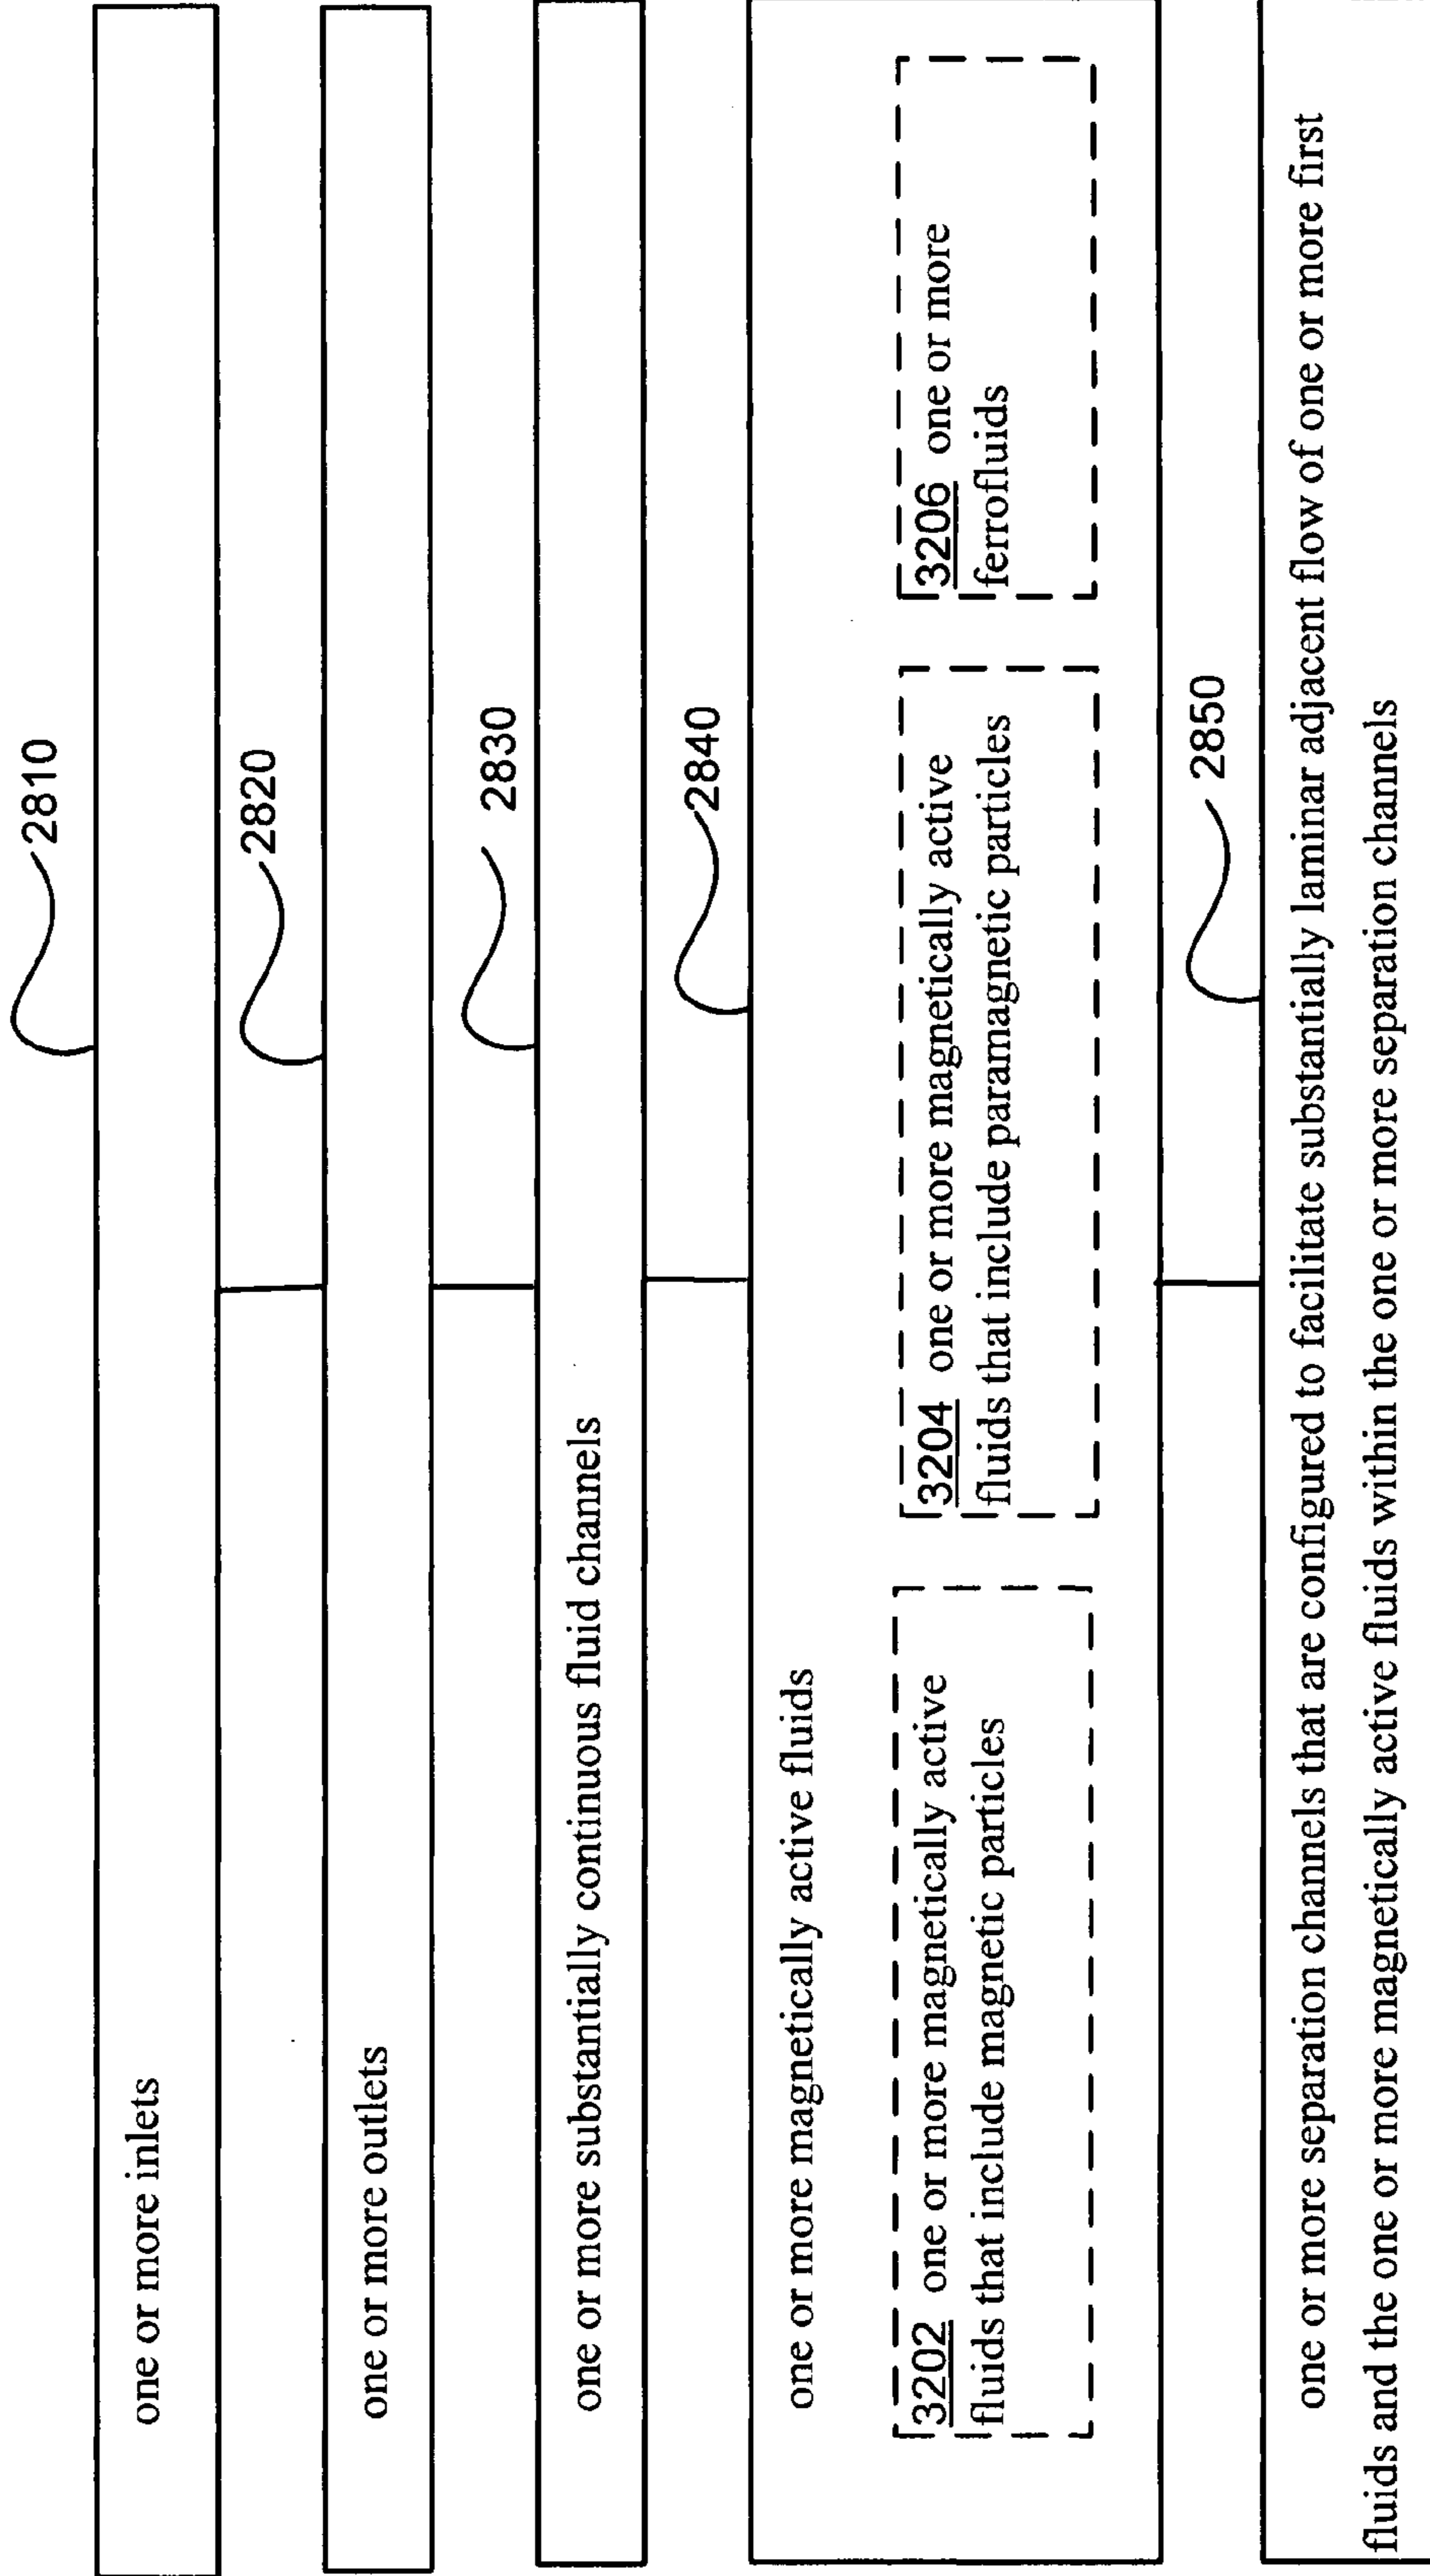 2810
one or more inlets
2820
one or more outlets
2830
one or more substantially continuous fluid channels
2840
one or more magnetically active fluids
3202 one or more magnetically active
fluids that include magnetic particles
3204 one or more magnetically active
fluids that include paramagnetic particles
3206 one or more
ferrofluids
2850
one or more separation channels that are configured to facilitate substantially laminar adjacent flow of one or more first
fluids and the one or more magnetically active fluids within the one or more separation channels